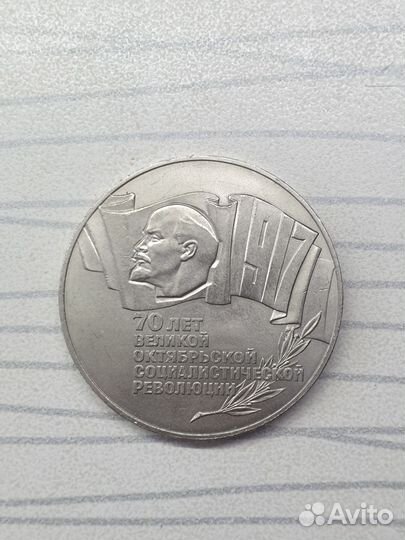 1917
70 ЛЕТ
ВЕЛИКОЙ
ОКТЯБРЬСКОЙ
СОЦИАЛИСТИЧЕСКОЙ
РЕВОЛЮЦИИ
Avito